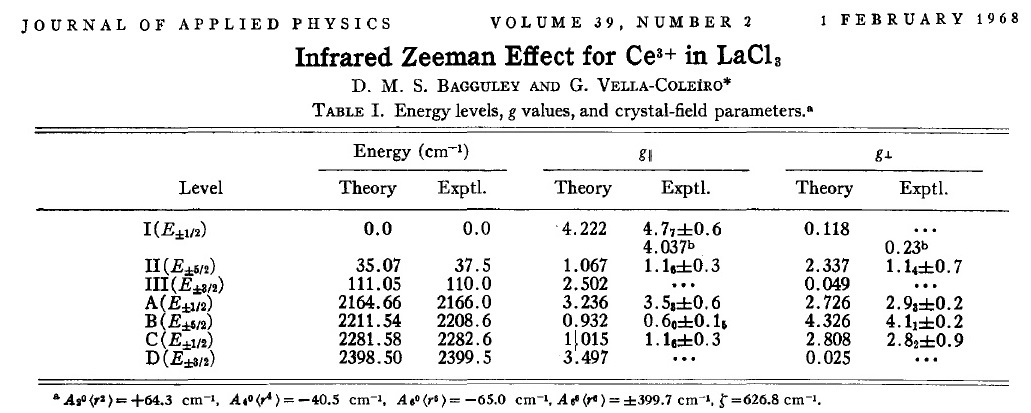 JOURNAL OF APPLIED PHYSICS VOLUME 39, NUMBER 2 1 FEBRUARY 1968
Infrared Zeeman Effect for Ce³⁺ in LaCl₃
D. M. S. BAGGULEY AND G. VELLA-COLEIRO*
TABLE I. Energy levels, g values, and crystal-field parameters.ᵃ
Energy (cm⁻¹) g∥ g⊥
Level Theory Exptl. Theory Exptl. Theory Exptl.
I(E±1/2) 0.0 0.0 4.222 4.7₇±0.6 0.118 ...
4.037ᵇ 0.23ᵇ
II(E±5/2) 35.07 37.5 1.067 1.1₆±0.3 2.337 1.1₄±0.7
III(E±3/2) 111.05 110.0 2.502 ... 0.049 ...
A(E±1/2) 2164.66 2166.0 3.236 3.5₈±0.6 2.726 2.9₃±0.2
B(E±5/2) 2211.54 2208.6 0.932 0.6₀±0.1₅ 4.326 4.1₁±0.2
C(E±1/2) 2281.58 2282.6 1.015 1.1₆±0.3 2.808 2.8₂±0.9
D(E±3/2) 2398.50 2399.5 3.497 ... 0.025 ...
ᵃ A₂⁰⟨r²⟩=+64.3 cm⁻¹, A₄⁰⟨r⁴⟩=−40.5 cm⁻¹, A₆⁰⟨r⁶⟩=−65.0 cm⁻¹, A₆⁶⟨r⁶⟩=±399.7 cm⁻¹, ζ=626.8 cm⁻¹.